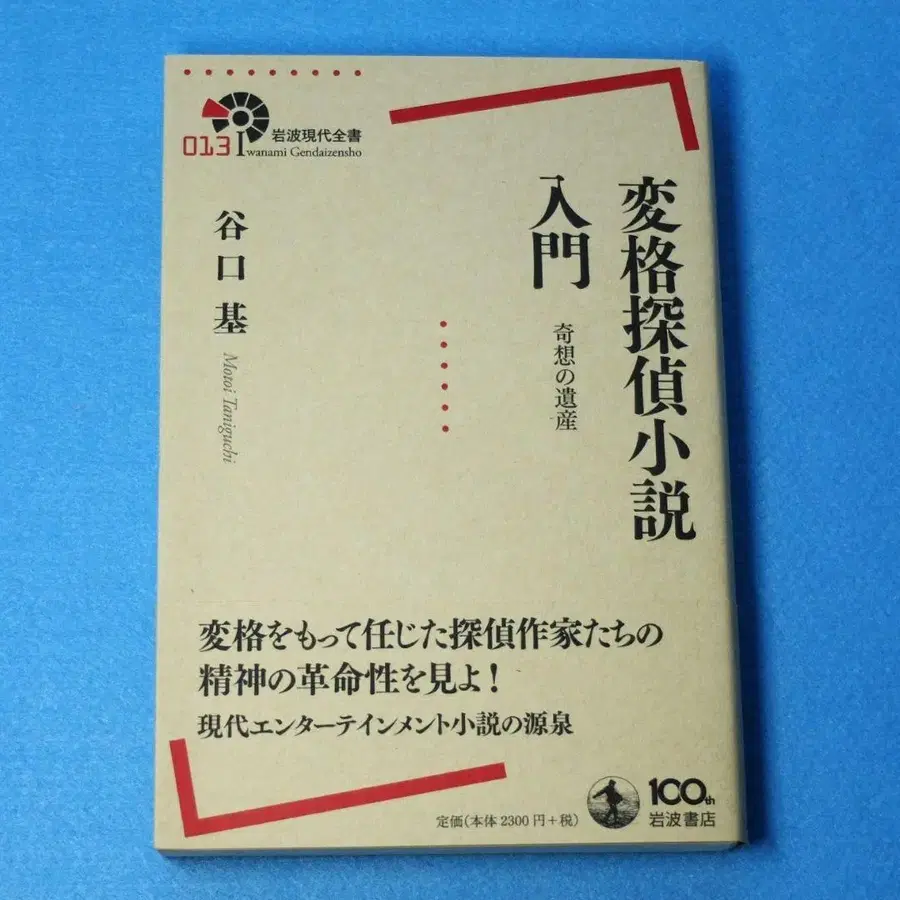 013
岩波現代全書
Iwanami Gendaizensho
変格探偵小説
入門
奇想の遺産
谷口 基
Motoi Taniguchi
変格をもって任じた探偵作家たちの
精神の革命性を見よ!
現代エンターテインメント小説の源泉
定価(本体2300円+税)
100th
岩波書店